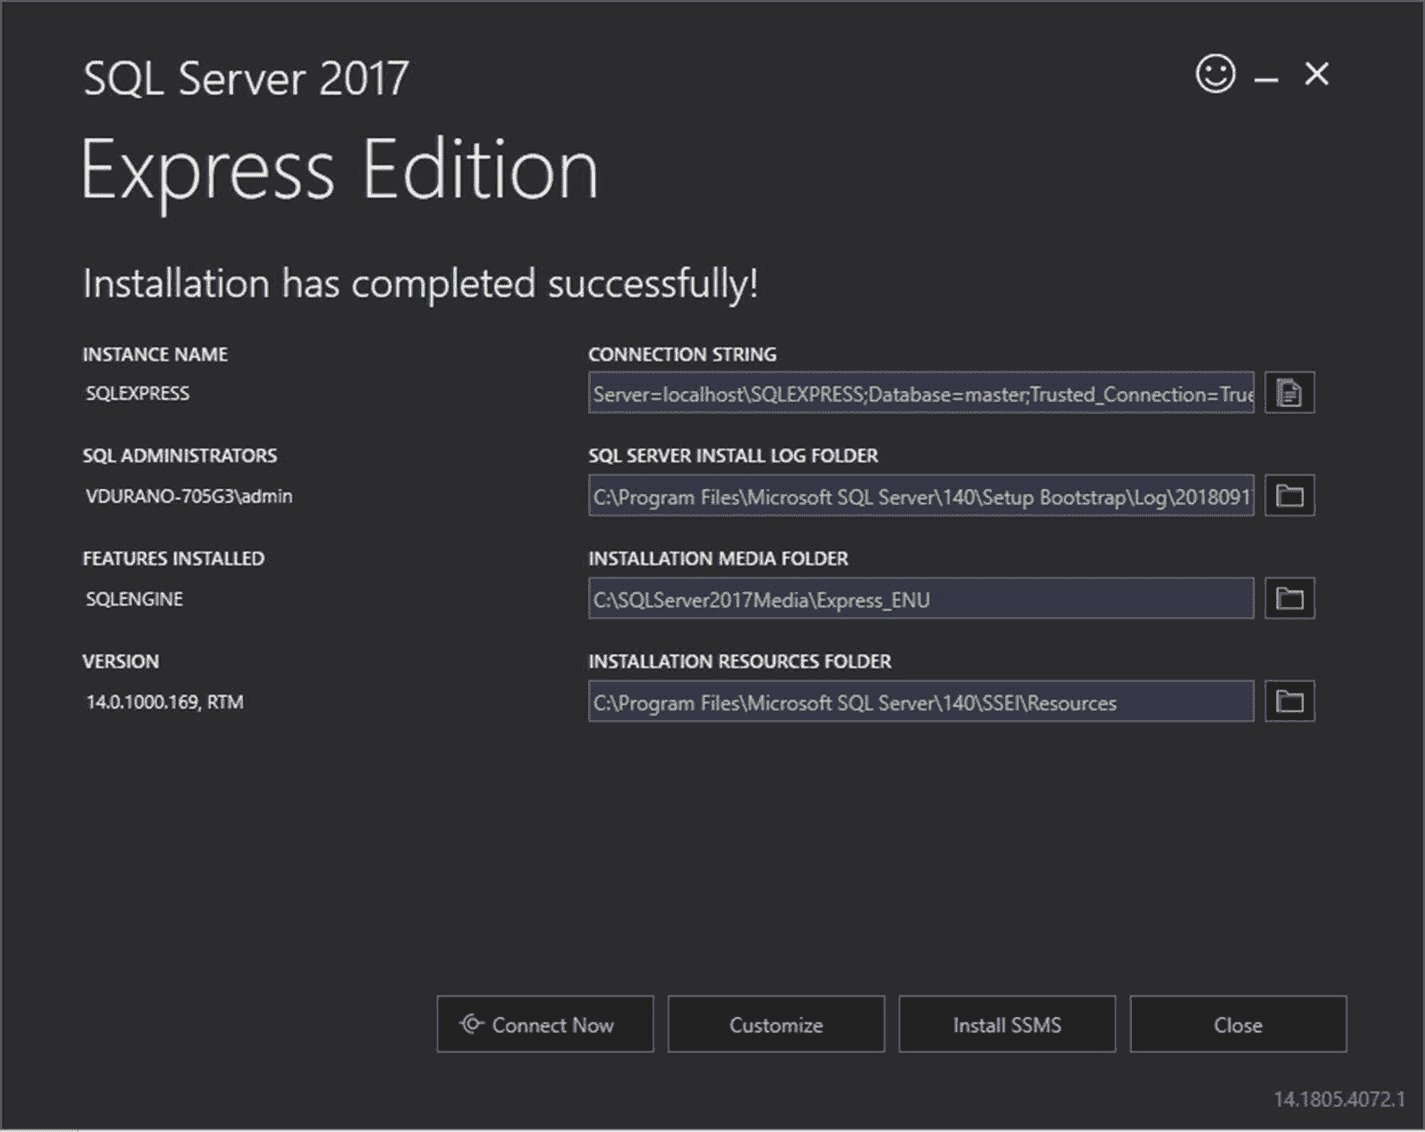 SQL Server 2017
Express Edition
Installation has completed successfully!
INSTANCE NAME
SQLEXPRESS
CONNECTION STRING
Server=localhost\SQLEXPRESS;Database=master;Trusted_Connection=True
SQL ADMINISTRATORS
VDURANO-705G3\admin
SQL SERVER INSTALL LOG FOLDER
C:\Program Files\Microsoft SQL Server\140\Setup Bootstrap\Log\2018091
FEATURES INSTALLED
SQLENGINE
INSTALLATION MEDIA FOLDER
C:\SQLServer2017Media\Express_ENU
VERSION
14.0.1000.169, RTM
INSTALLATION RESOURCES FOLDER
C:\Program Files\Microsoft SQL Server\140\SSEI\Resources
Connect Now
Customize
Install SSMS
Close
14.1805.4072.1